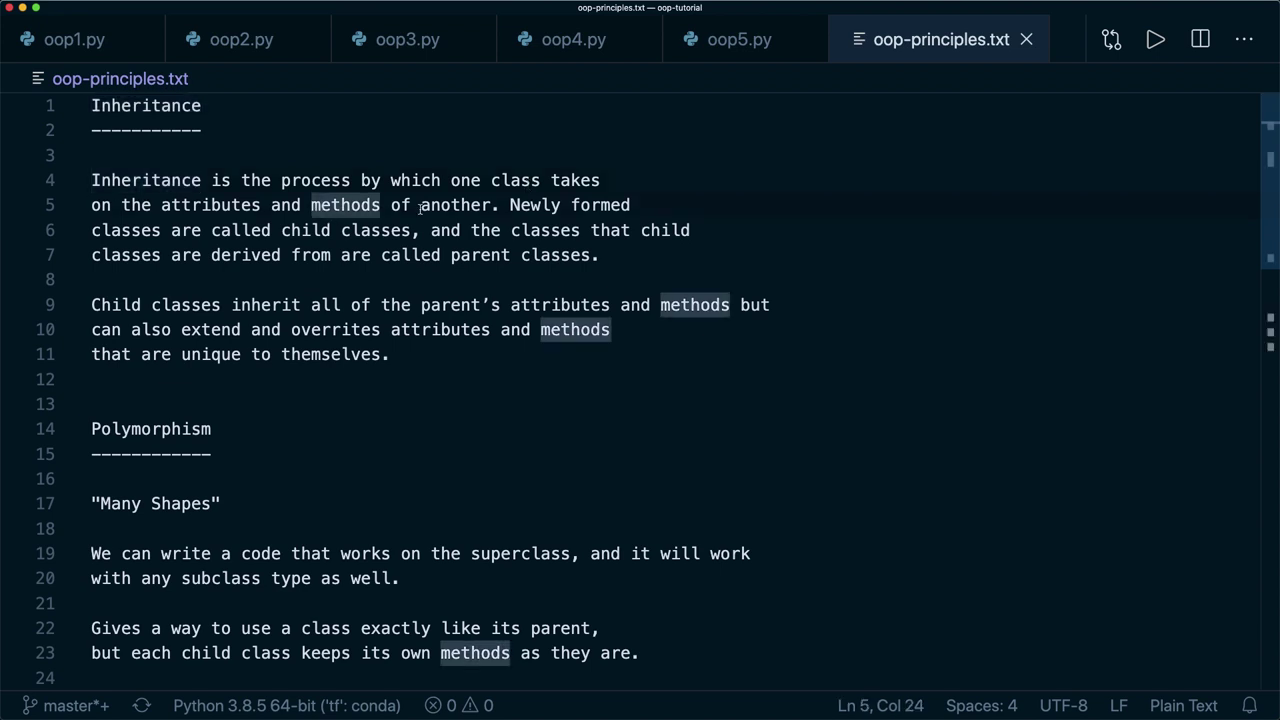 oop-principles.txt — oop-tutorial
oop1.py oop2.py oop3.py oop4.py oop5.py oop-principles.txt
oop-principles.txt
1 Inheritance
2 -----------
3
4 Inheritance is the process by which one class takes
5 on the attributes and methods of another. Newly formed
6 classes are called child classes, and the classes that child
7 classes are derived from are called parent classes.
8
9 Child classes inherit all of the parent’s attributes and methods but
10 can also extend and overrites attributes and methods
11 that are unique to themselves.
12
13
14 Polymorphism
15 ------------
16
17 "Many Shapes"
18
19 We can write a code that works on the superclass, and it will work
20 with any subclass type as well.
21
22 Gives a way to use a class exactly like its parent,
23 but each child class keeps its own methods as they are.
24
master*+ Python 3.8.5 64-bit ('tf': conda) 0 0 Ln 5, Col 24 Spaces: 4 UTF-8 LF Plain Text